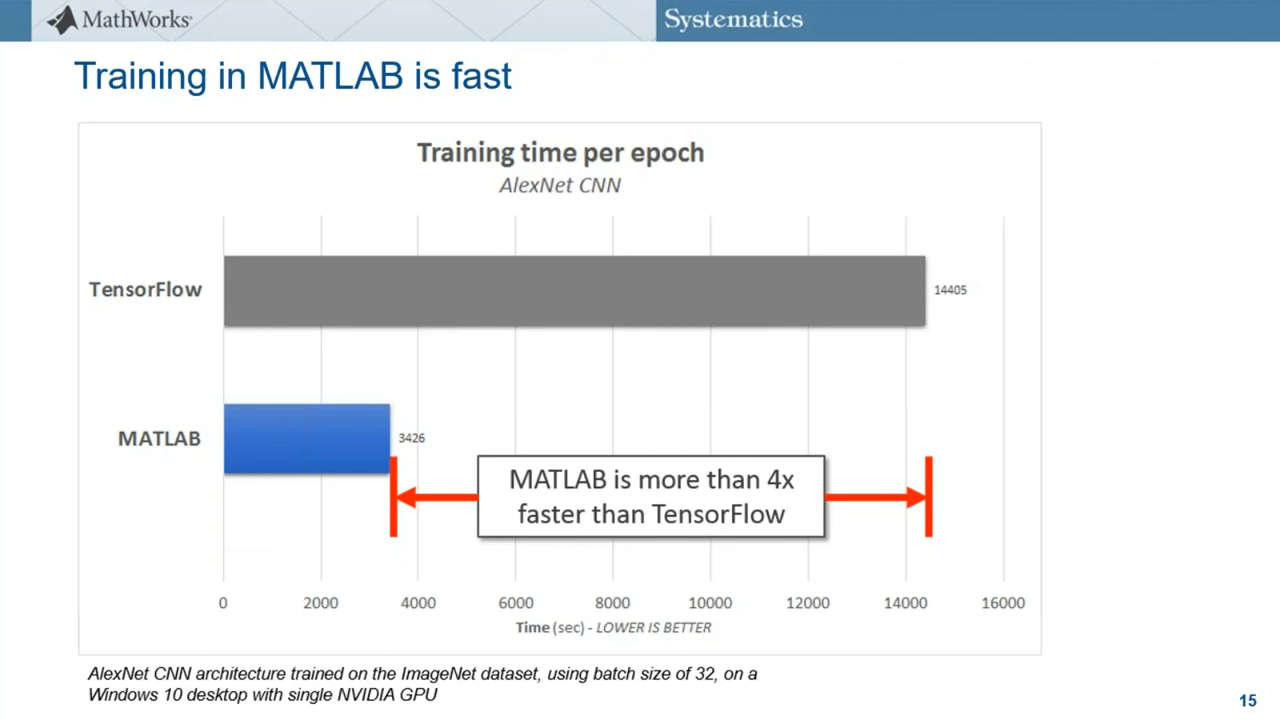 MathWorks®
Systematics
Training in MATLAB is fast
Training time per epoch
AlexNet CNN
TensorFlow
14405
MATLAB
3426
MATLAB is more than 4x
faster than TensorFlow
0 2000 4000 6000 8000 10000 12000 14000 16000
Time (sec) - LOWER IS BETTER
AlexNet CNN architecture trained on the ImageNet dataset, using batch size of 32, on a
Windows 10 desktop with single NVIDIA GPU
15